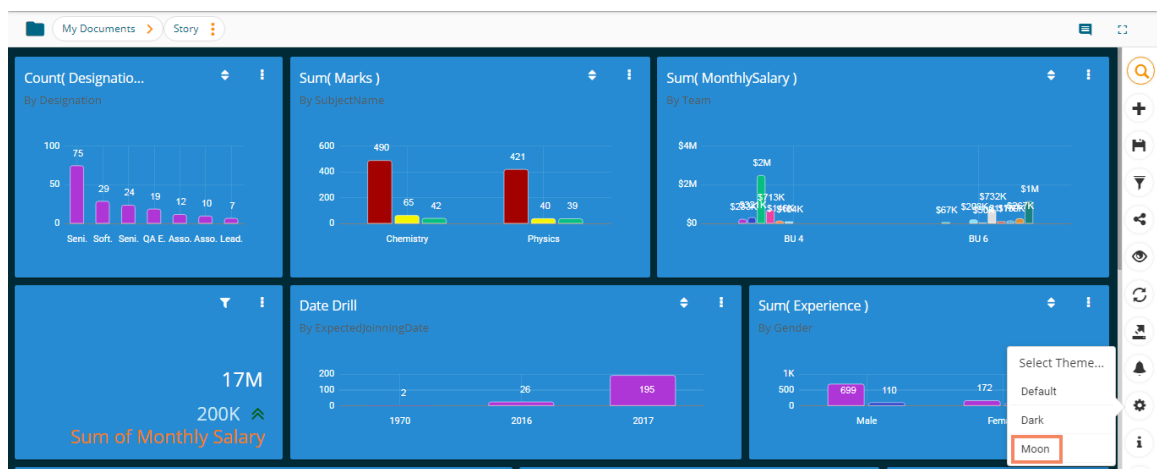 My Documents > Story
Count( Designatio...
By Designation
100
50
0
75
29
24
19
12
10
7
Seni. Soft. Seni. QA E. Asso. Asso. Lead.
Sum( Marks )
By SubjectName
600
400
200
0
490
65
42
421
40
39
Chemistry
Physics
Sum( MonthlySalary )
By Team
$4M
$2M
$0
$2M
$713K
$67K
$732K
$1M
BU 4
BU 6
17M
200K
Sum of Monthly Salary
Date Drill
By ExpectedJoinningDate
200
100
0
2
26
195
1970
2016
2017
Sum( Experience )
By Gender
1K
500
0
699
110
172
Male
Fem
Select Theme...
Default
Dark
Moon